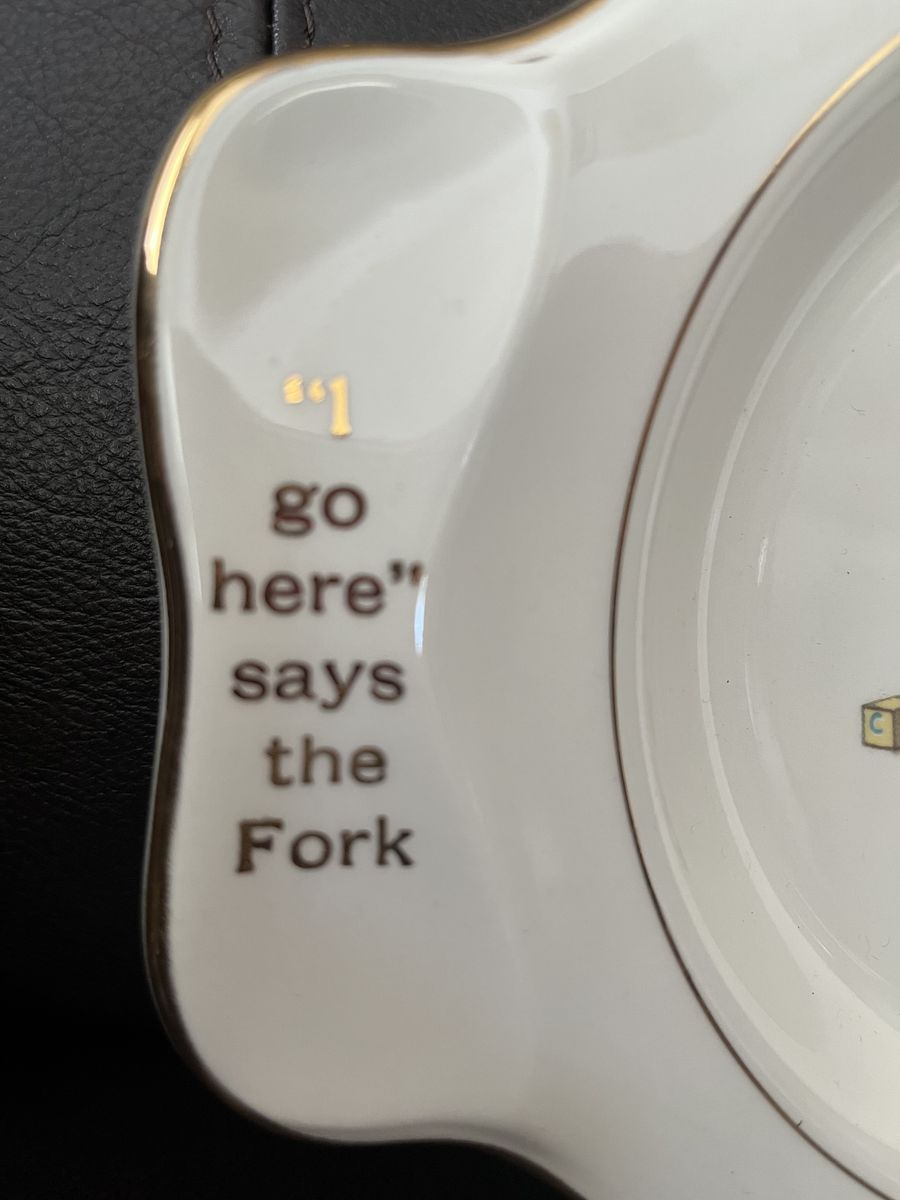 “I
go
here”
says
the
Fork
C